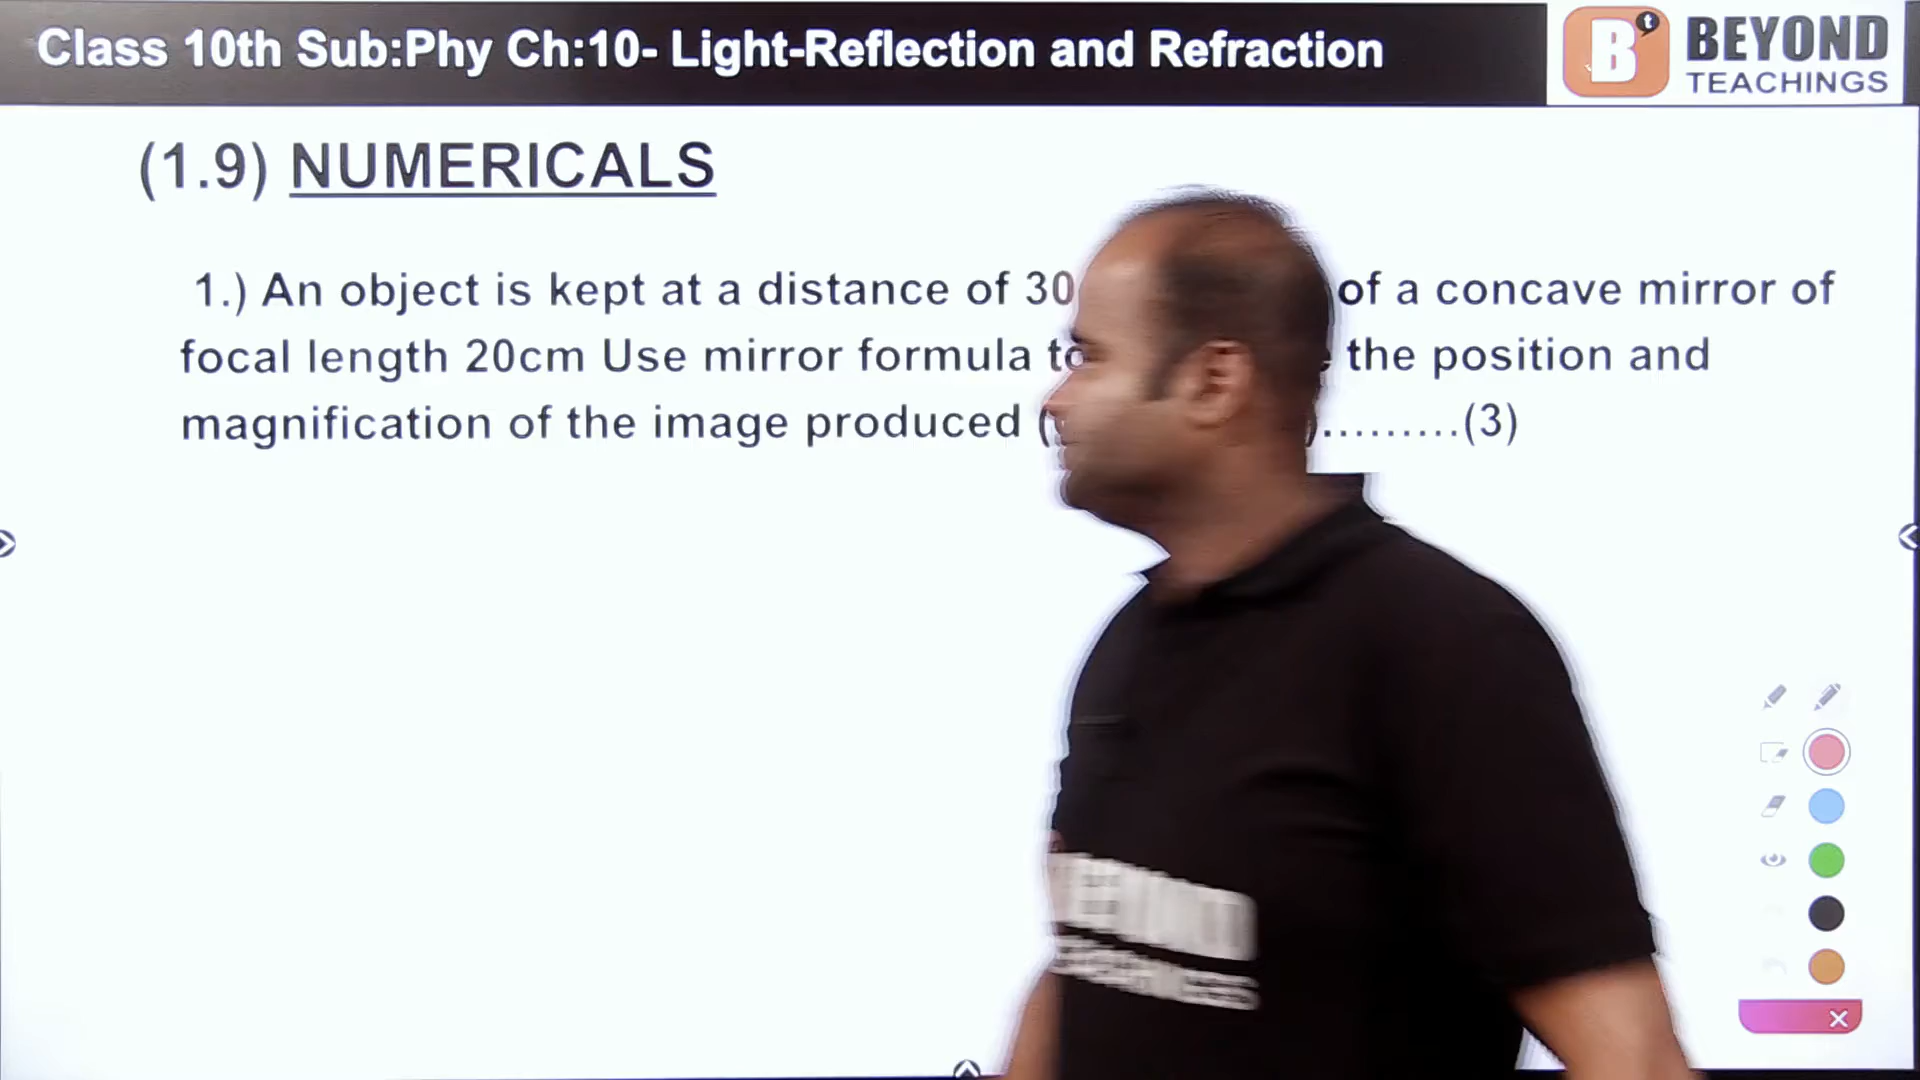 Class 10th Sub:Phy Ch:10- Light-Reflection and Refraction
Bt BEYOND
TEACHINGS
(1.9) NUMERICALS
1.) An object is kept at a distance of 30 of a concave mirror of
focal length 20cm Use mirror formula the position and
magnification of the image produced ( ).........(3)